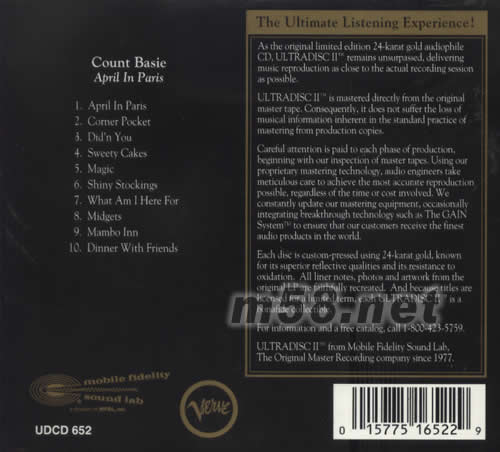 Count Basie
April In Paris
1. April In Paris
2. Corner Pocket
3. Did'n You
4. Sweety Cakes
5. Magic
6. Shiny Stockings
7. What Am I Here For
8. Midgets
9. Mambo Inn
10. Dinner With Friends
The Ultimate Listening Experience!
As the original limited edition 24-karat gold audiophile
CD, ULTRADISC II™ remains unsurpassed, delivering
music reproduction as close to the actual recording session
as possible.
ULTRADISC II™ is mastered directly from the original
master tape. Consequently, it does not suffer the loss of
musical information inherent in the standard practice of
mastering from production copies.
Careful attention is paid to each phase of production,
beginning with our inspection of master tapes. Using our
proprietary mastering technology, audio engineers take
meticulous care to achieve the most accurate reproduction
possible, regardless of the time or cost involved. We
constantly update our mastering equipment, occasionally
integrating breakthrough technology such as The GAIN
System™ to ensure that our customers receive the finest
audio products in the world.
Each disc is custom-pressed using 24-karat gold, known
for its superior reflective qualities and its resistance to
oxidation. All liner notes, photos and artwork from the
original LP are faithfully recreated. And because titles are
licensed for a limited term, each ULTRADISC II™ is a
bonafide collectible.
For information and a free catalog, call 1-800-423-5759.
ULTRADISC II™ from Mobile Fidelity Sound Lab,
The Original Master Recording company since 1977.
m58.net
mobile fidelity
sound lab
a division of MFSL, Inc.
Verve
UDCD 652
0 15775 16522 9